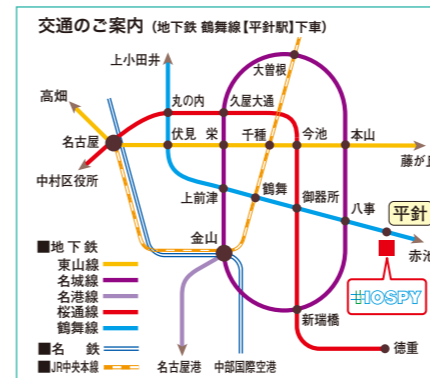 交通のご案内 (地下鉄 鶴舞線【平針駅】下車)
上小田井
大曽根
高畑
丸の内
久屋大通
名古屋
伏見
栄
千種
今池
本山
藤が丘
中村区役所
上前津
鶴舞
御器所
八事
平針
赤池
金山
HOSPY
■地下鉄
東山線
名城線
名港線
桜通線
鶴舞線
■名 鉄
■JR中央本線
新瑞橋
徳重
名古屋港
中部国際空港